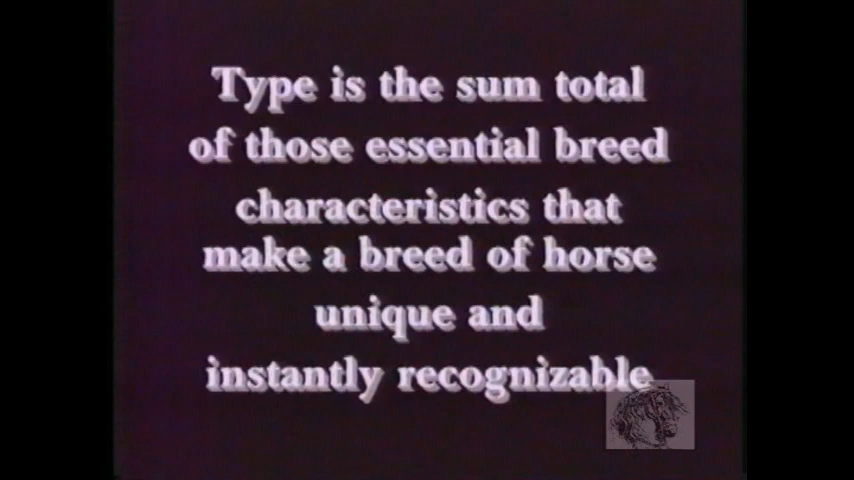 Type is the sum total
of those essential breed
characteristics that
make a breed of horse
unique and
instantly recognizable